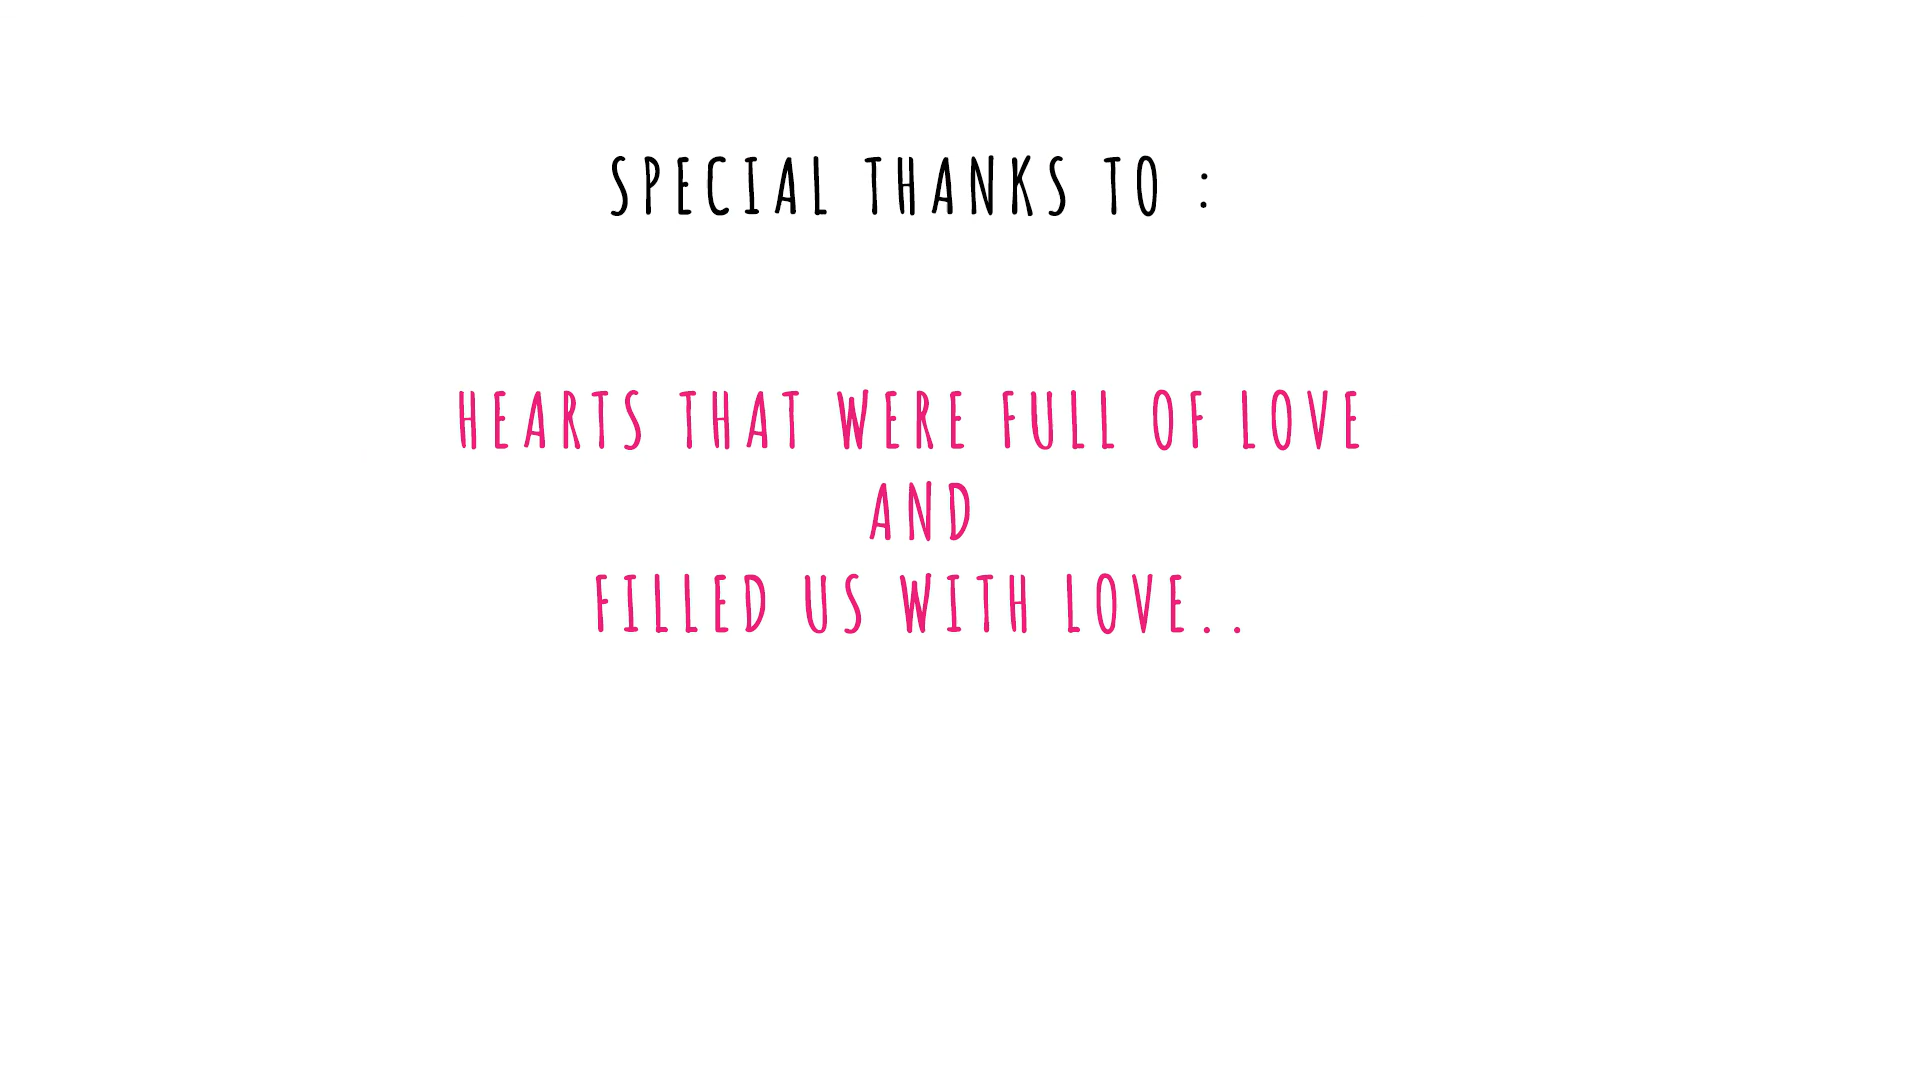 SPECIAL THANKS TO :
HEARTS THAT WERE FULL OF LOVE
AND
FILLED US WITH LOVE..